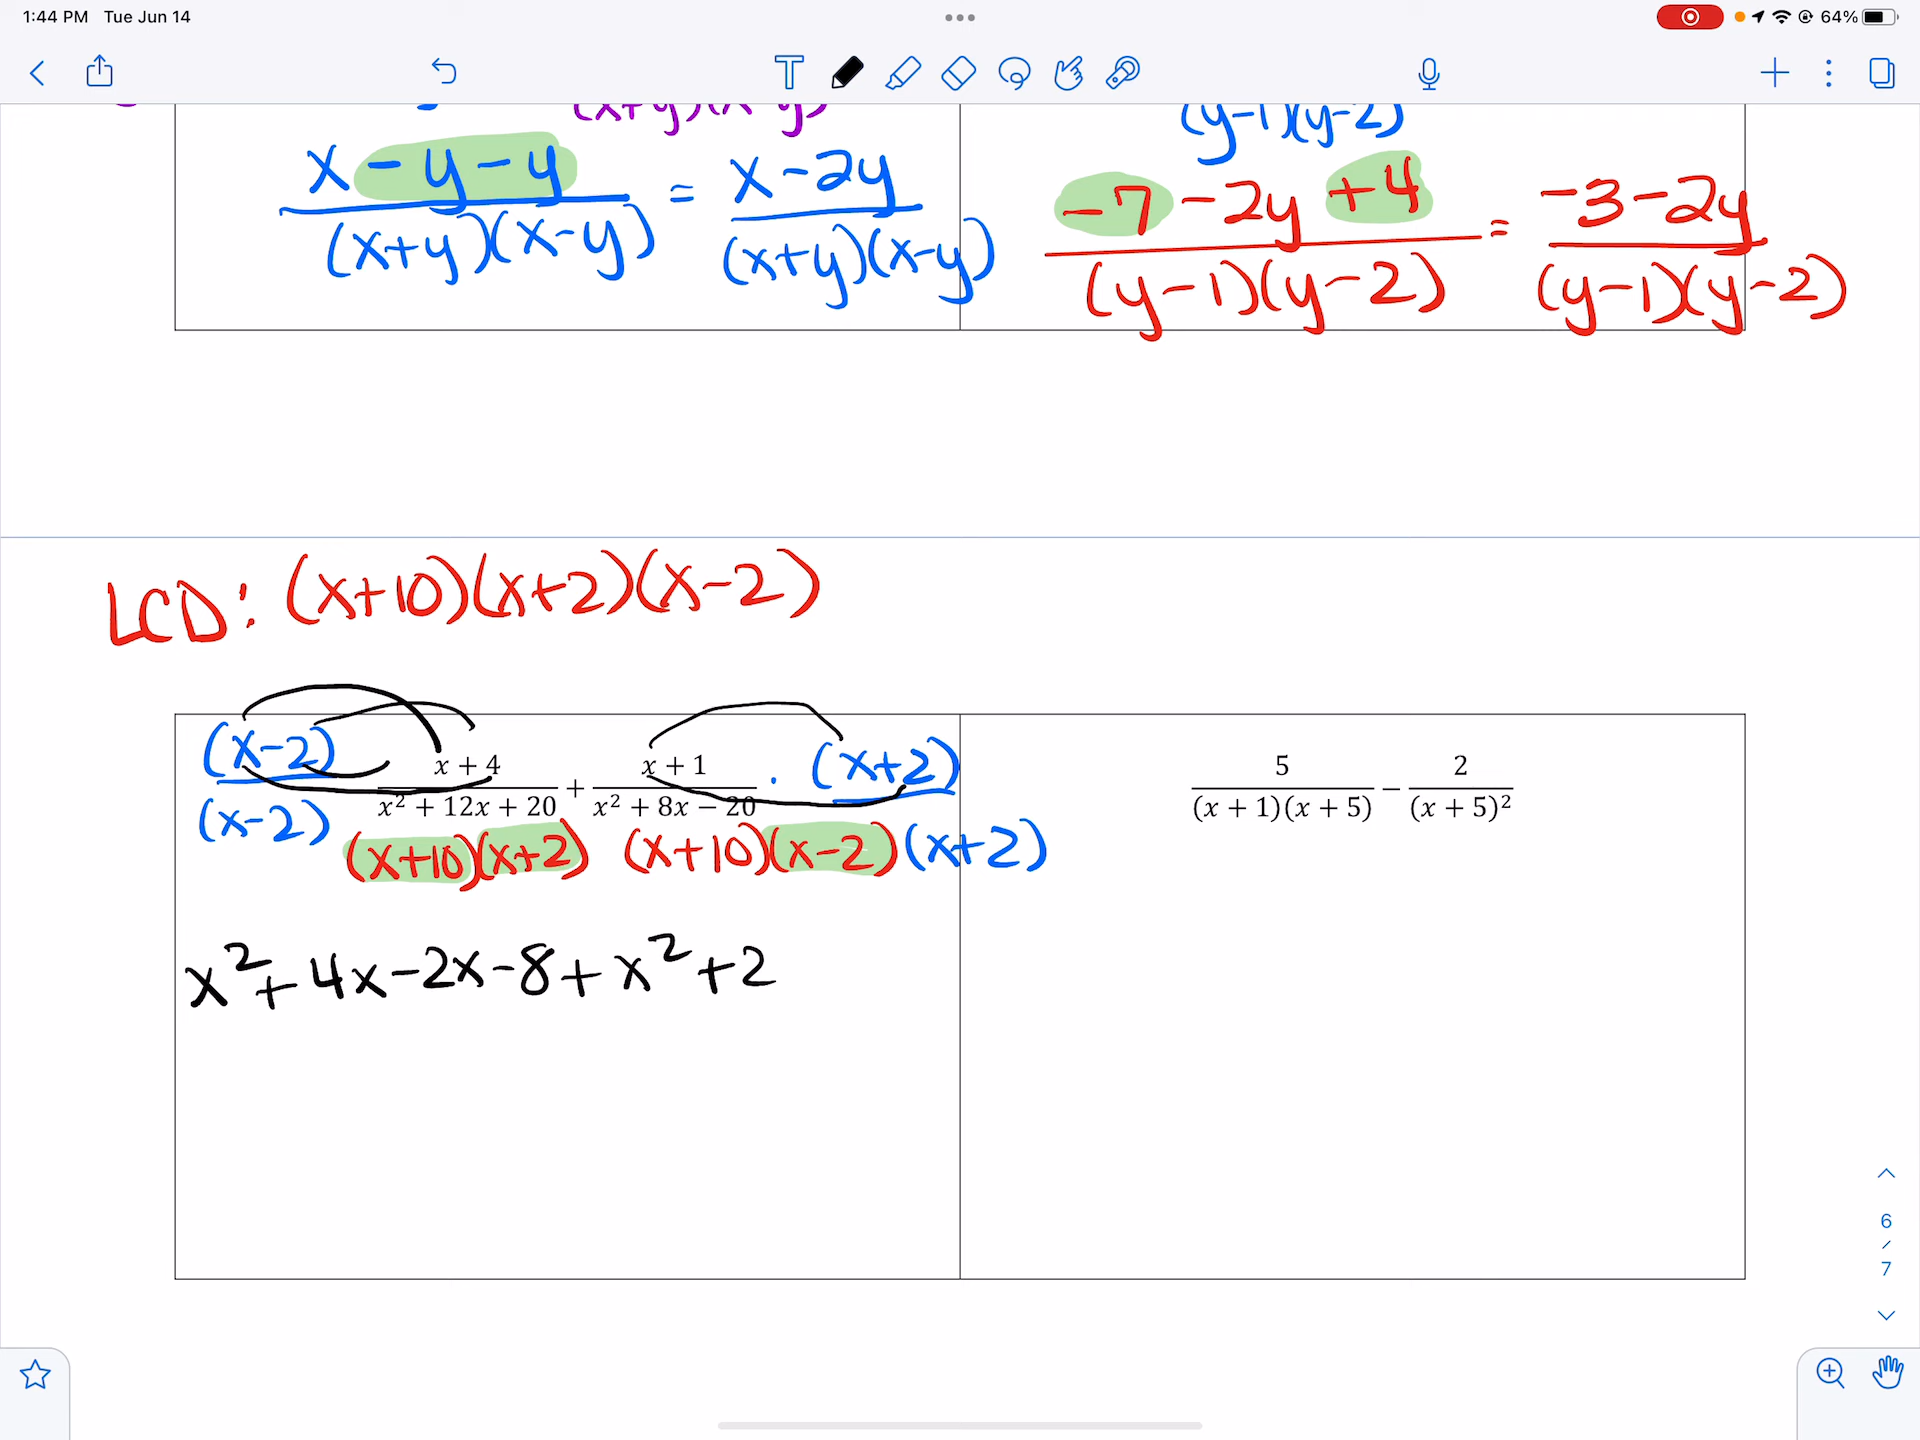 1:44 PM Tue Jun 14 64%
(x+y)(x-y) (y-1)(y-2)
x-y-y / (x+y)(x-y) = x-2y / (x+y)(x-y)
-7-2y+4 / (y-1)(y-2) = -3-2y / (y-1)(y-2)
LCD: (x+10)(x+2)(x-2)
(x-2) / (x-2) x + 4 / x² + 12x + 20 + x + 1 / x² + 8x − 20 · (x+2)
(x+10)(x+2) (x+10)(x-2)(x+2)
x²+4x-2x-8+x²+2
5 / (x + 1)(x + 5) − 2 / (x + 5)²
6
/
7